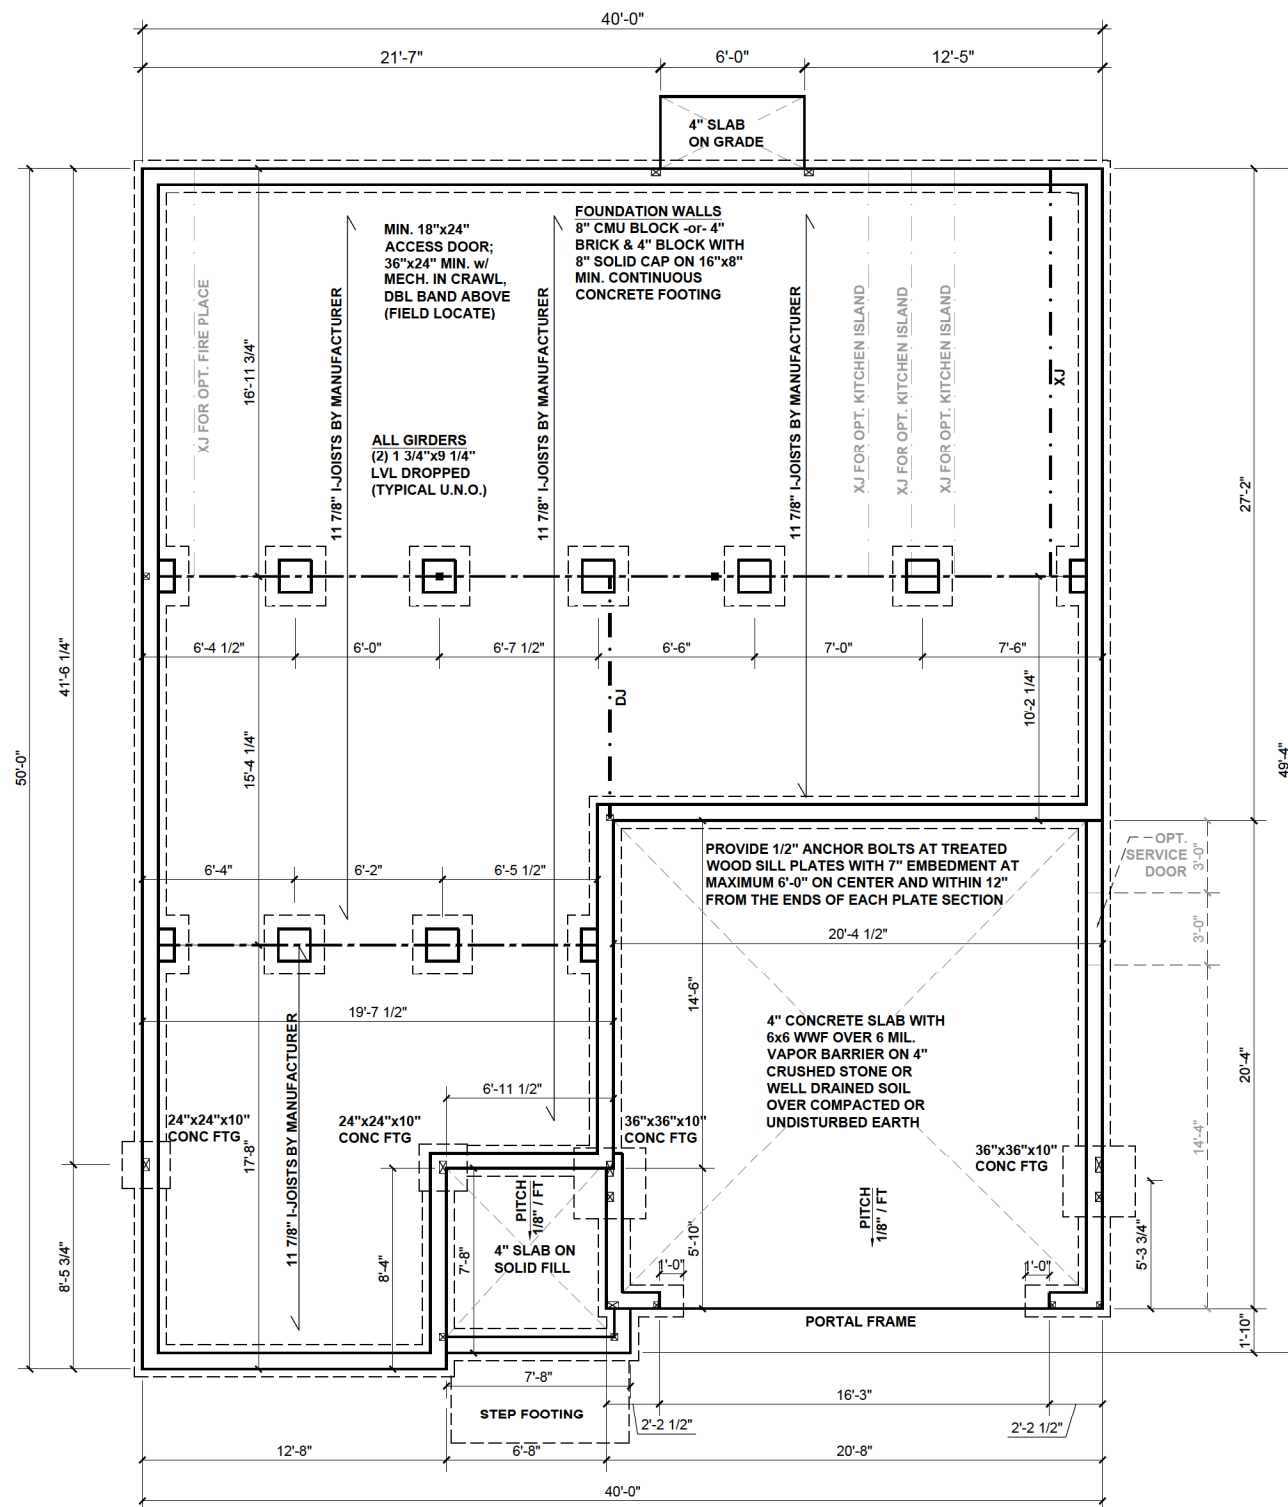 40'-0"
21'-7"
6'-0"
12'-5"
4" SLAB
ON GRADE
FOUNDATION WALLS
8" CMU BLOCK -or- 4"
BRICK & 4" BLOCK WITH
8" SOLID CAP ON 16"x8"
MIN. CONTINUOUS
CONCRETE FOOTING
MIN. 18"x24"
ACCESS DOOR;
36"x24" MIN. w/
MECH. IN CRAWL,
DBL BAND ABOVE
(FIELD LOCATE)
XJ FOR OPT. FIRE PLACE
16'-11 3/4"
11 7/8" I-JOISTS BY MANUFACTURER
11 7/8" I-JOISTS BY MANUFACTURER
11 7/8" I-JOISTS BY MANUFACTURER
XJ FOR OPT. KITCHEN ISLAND
XJ FOR OPT. KITCHEN ISLAND
XJ FOR OPT. KITCHEN ISLAND
XJ
ALL GIRDERS
(2) 1 3/4"x9 1/4"
LVL DROPPED
(TYPICAL U.N.O.)
27'-2"
41'-6 1/4"
50'-0"
49'-4"
6'-4 1/2"
6'-0"
6'-7 1/2"
6'-6"
7'-0"
7'-6"
DJ
10'-2 1/4"
15'-4 1/4"
PROVIDE 1/2" ANCHOR BOLTS AT TREATED
WOOD SILL PLATES WITH 7" EMBEDMENT AT
MAXIMUM 6'-0" ON CENTER AND WITHIN 12"
FROM THE ENDS OF EACH PLATE SECTION
OPT.
SERVICE
DOOR
3'-0"
3'-0"
6'-4"
6'-2"
6'-5 1/2"
20'-4 1/2"
14'-6"
19'-7 1/2"
4" CONCRETE SLAB WITH
6x6 WWF OVER 6 MIL.
VAPOR BARRIER ON 4"
CRUSHED STONE OR
WELL DRAINED SOIL
OVER COMPACTED OR
UNDISTURBED EARTH
20'-4"
14'-4"
6'-11 1/2"
24"x24"x10"
CONC FTG
24"x24"x10"
CONC FTG
36"x36"x10"
CONC FTG
36"x36"x10"
CONC FTG
11 7/8" I-JOISTS BY MANUFACTURER
17'-8"
PITCH
1/8" / FT
PITCH
1/8" / FT
4" SLAB ON
SOLID FILL
8'-5 3/4"
8'-4"
7'-8"
5'-10"
1'-0"
1'-0"
5'-3 3/4"
PORTAL FRAME
1'-10"
7'-8"
16'-3"
STEP FOOTING
2'-2 1/2"
2'-2 1/2"
12'-8"
6'-8"
20'-8"
40'-0"